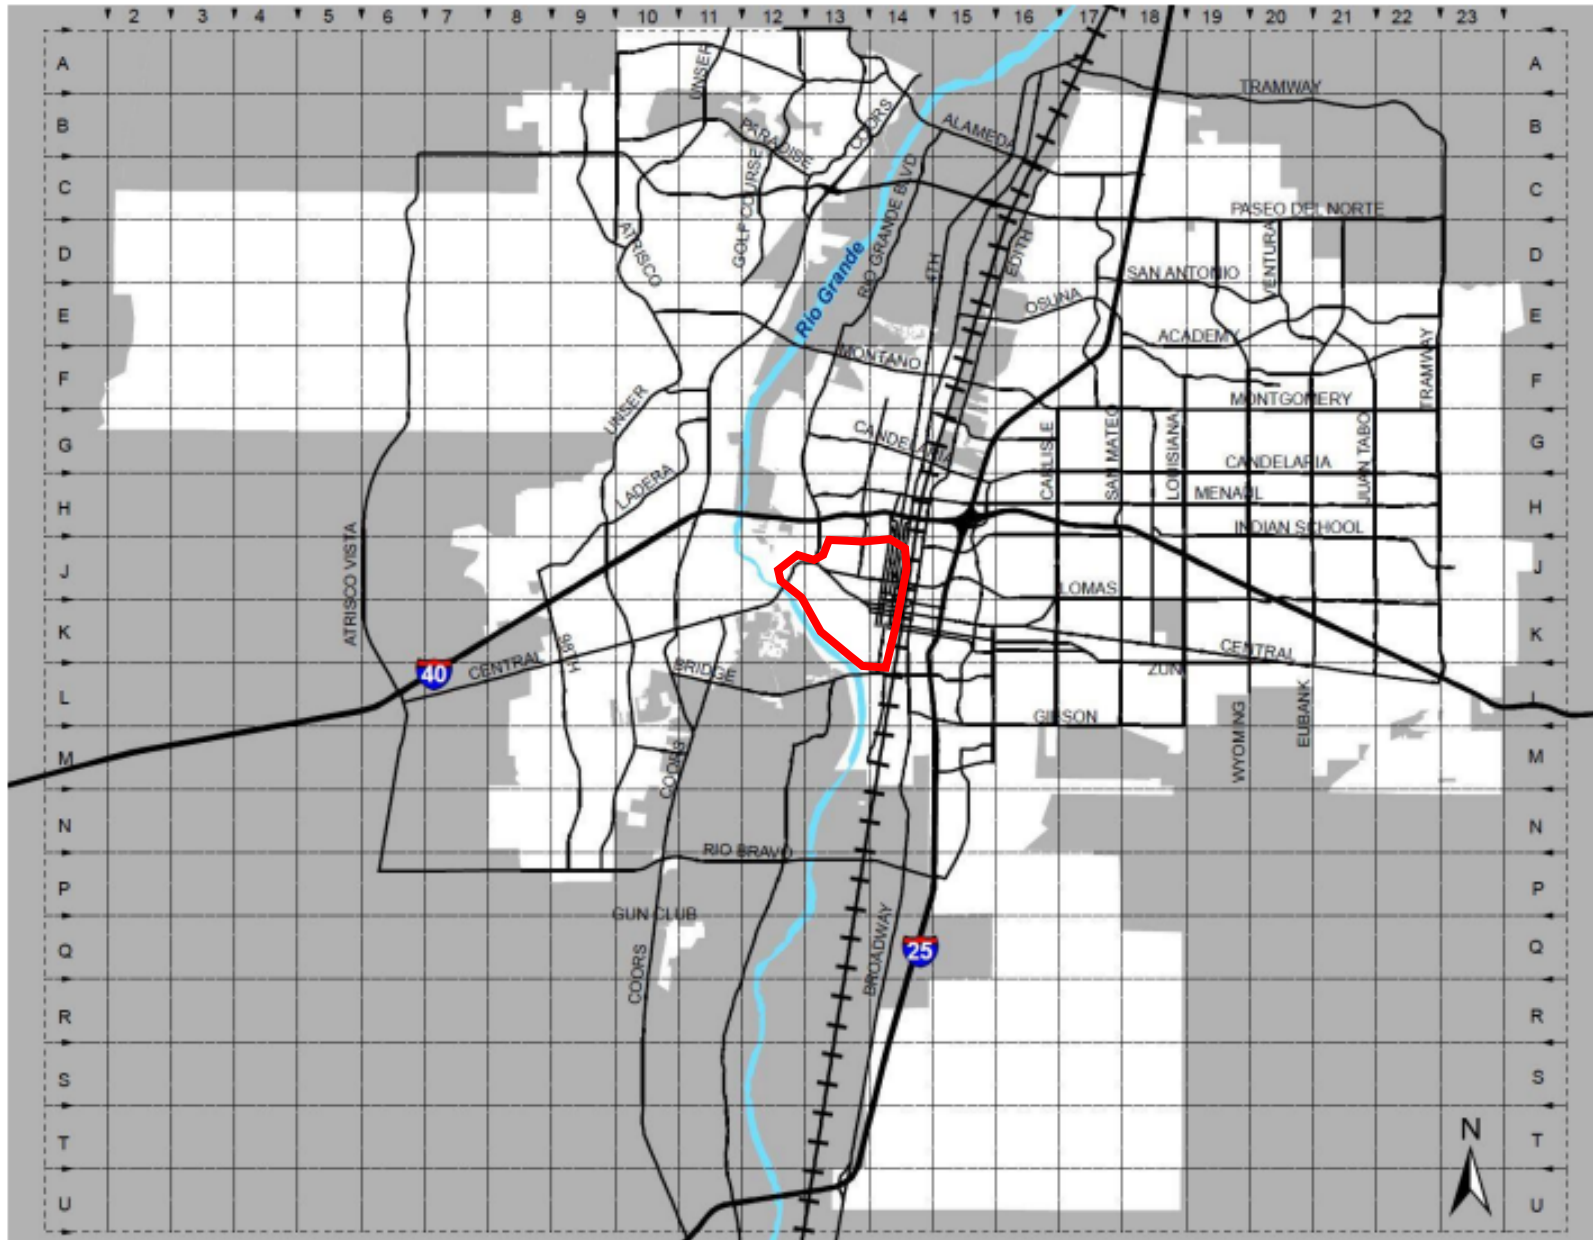 2 3 4 5 6 7 8 9 10 11 12 13 14 15 16 17 18 19 20 21 22 23
A UNSER TRAMWAY A
B PARADISE COORS ALAMEDA B
C GOLF COURSE RIO GRANDE BLVD PASEO DEL NORTE C
D ATRISCO Rio Grande 4TH EDITH SAN ANTONIO VENTURA D
E OSUNA ACADEMY E
F MONTANO MONTGOMERY TRAMWAY F
G UNSER CANDELARIA CARLISLE SAN MATEO LOUISIANA CANDELARIA JUAN TABO G
H LADERA MENAUL INDIAN SCHOOL H
J ATRISCO VISTA LOMAS J
K 98TH CENTRAL BRIDGE CENTRAL ZUNI K
L 40 GIBSON WYOMING EUBANK L
M COORS M
N RIO BRAVO N
P GUN CLUB P
Q COORS BROADWAY 25 Q
R R
S S
T N T
U U